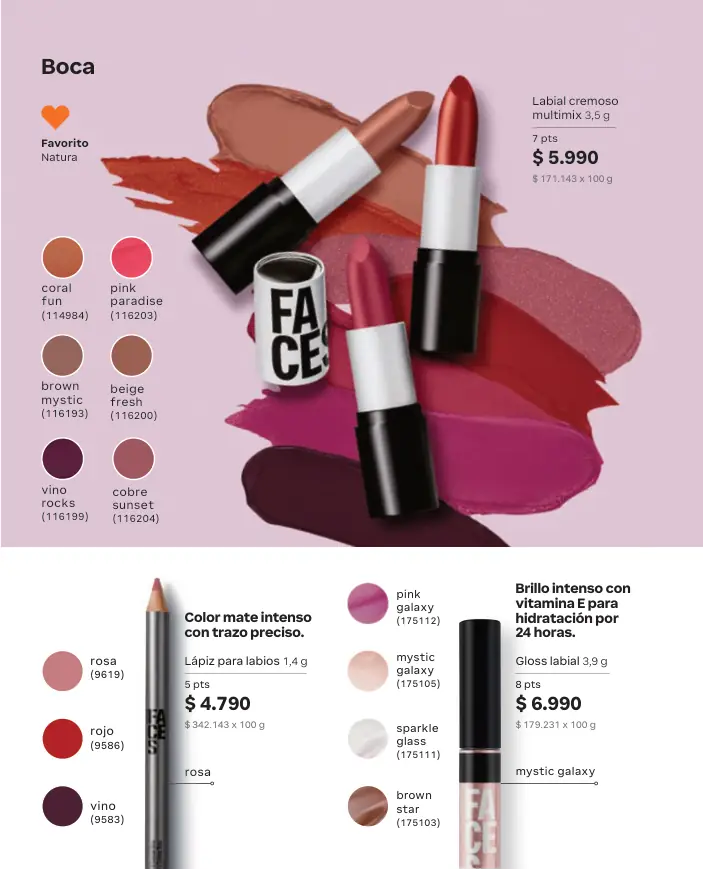 Boca
Favorito
Natura
Labial cremoso
multimix 3,5 g
7 pts
$ 5.990
$ 171.143 x 100 g
coral
fun
(114984)
pink
paradise
(116203)
brown
mystic
(116193)
beige
fresh
(116200)
vino
rocks
(116199)
cobre
sunset
(116204)
FA
CES
Color mate intenso
con trazo preciso.
Lápiz para labios 1,4 g
5 pts
$ 4.790
$ 342.143 x 100 g
rosa
(9619)
rojo
(9586)
vino
(9583)
FA
CE
S
rosa
pink
galaxy
(175112)
mystic
galaxy
(175105)
sparkle
glass
(175111)
brown
star
(175103)
Brillo intenso con
vitamina E para
hidratación por
24 horas.
Gloss labial 3,9 g
8 pts
$ 6.990
$ 179.231 x 100 g
mystic galaxy
FA
CE
S